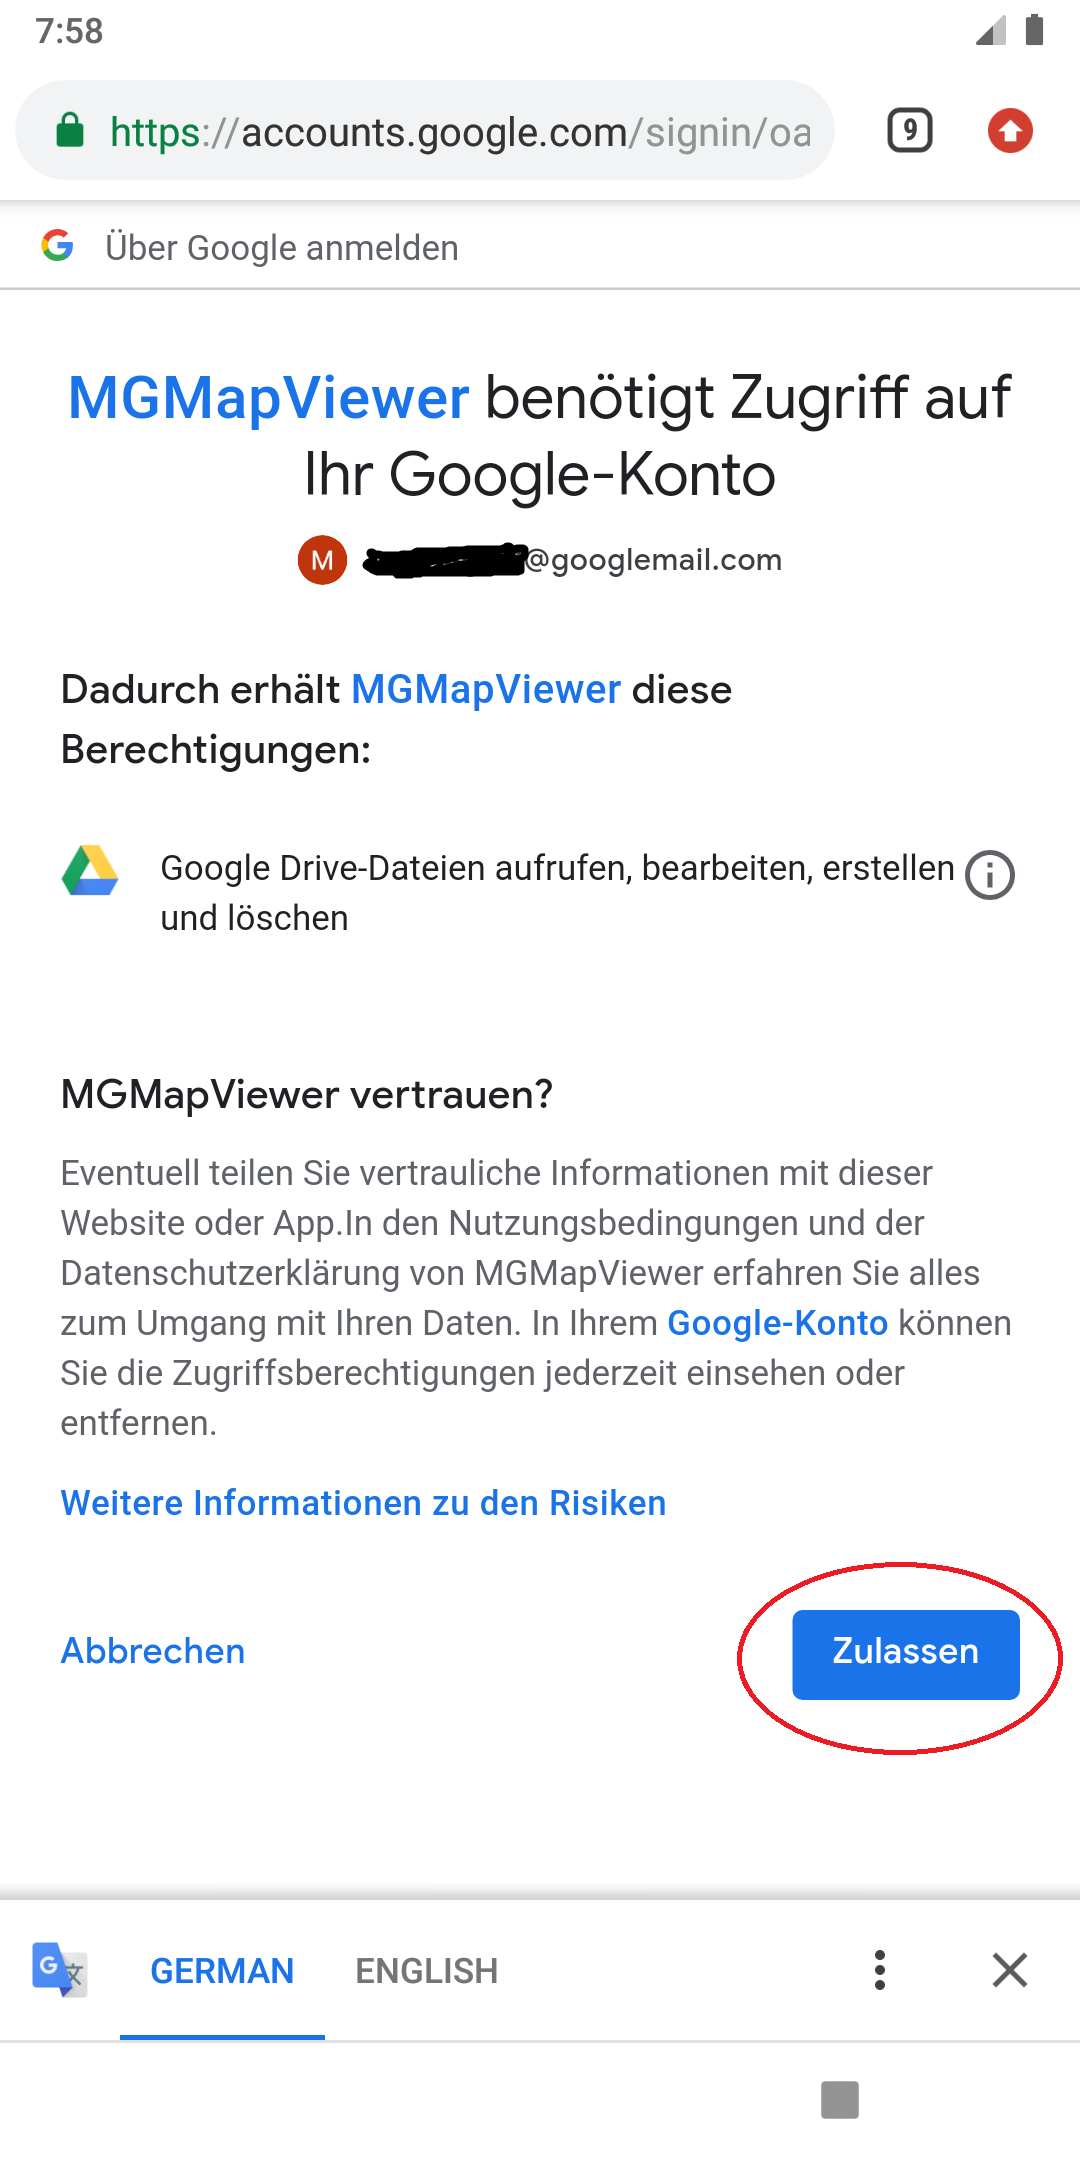 7:58
https://accounts.google.com/signin/oa
9
Über Google anmelden
MGMapViewer benötigt Zugriff auf
Ihr Google-Konto
M @googlemail.com
Dadurch erhält MGMapViewer diese
Berechtigungen:
Google Drive-Dateien aufrufen, bearbeiten, erstellen
und löschen
MGMapViewer vertrauen?
Eventuell teilen Sie vertrauliche Informationen mit dieser
Website oder App.In den Nutzungsbedingungen und der
Datenschutzerklärung von MGMapViewer erfahren Sie alles
zum Umgang mit Ihren Daten. In Ihrem Google-Konto können
Sie die Zugriffsberechtigungen jederzeit einsehen oder
entfernen.
Weitere Informationen zu den Risiken
Abbrechen
Zulassen
GERMAN
ENGLISH